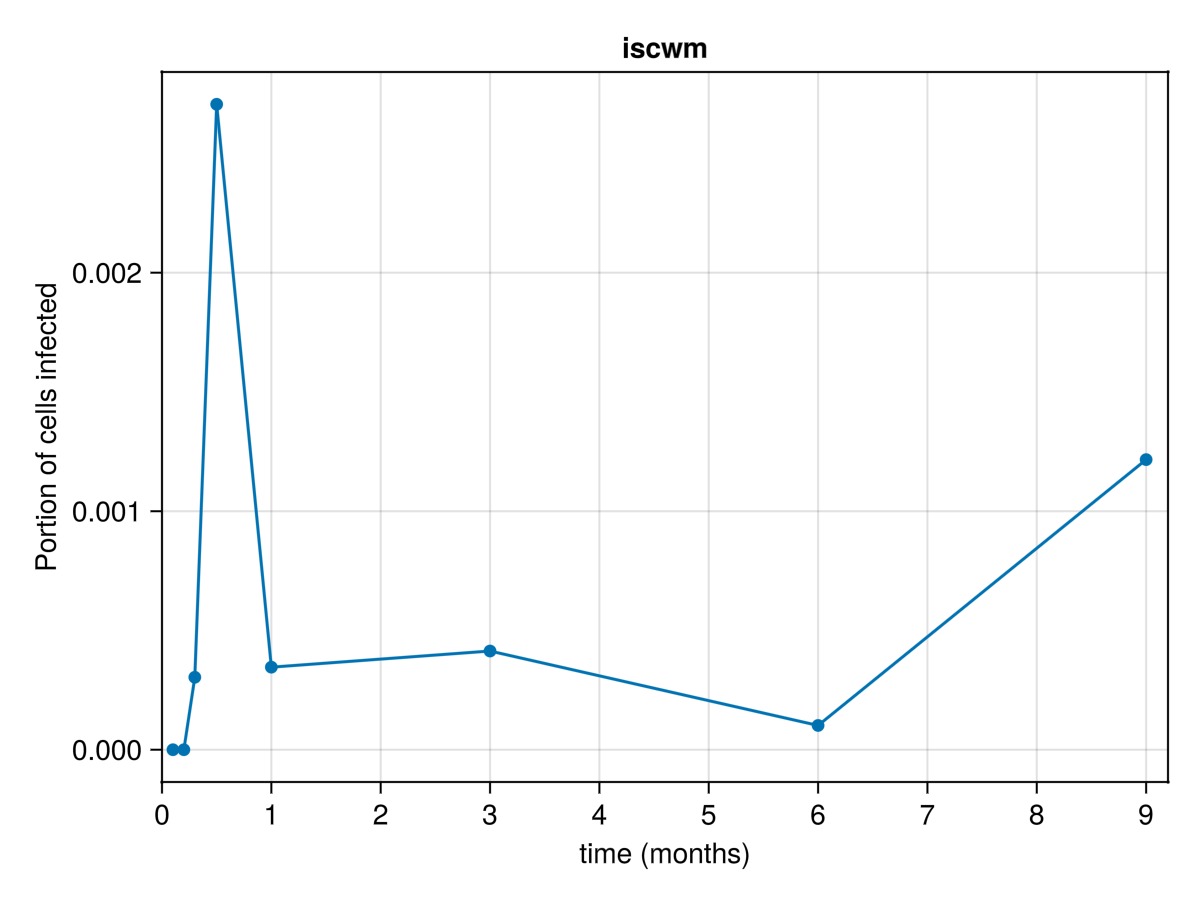 iscwm
Portion of cells infected
0.002
0.001
0.000
0 1 2 3 4 5 6 7 8 9
time (months)